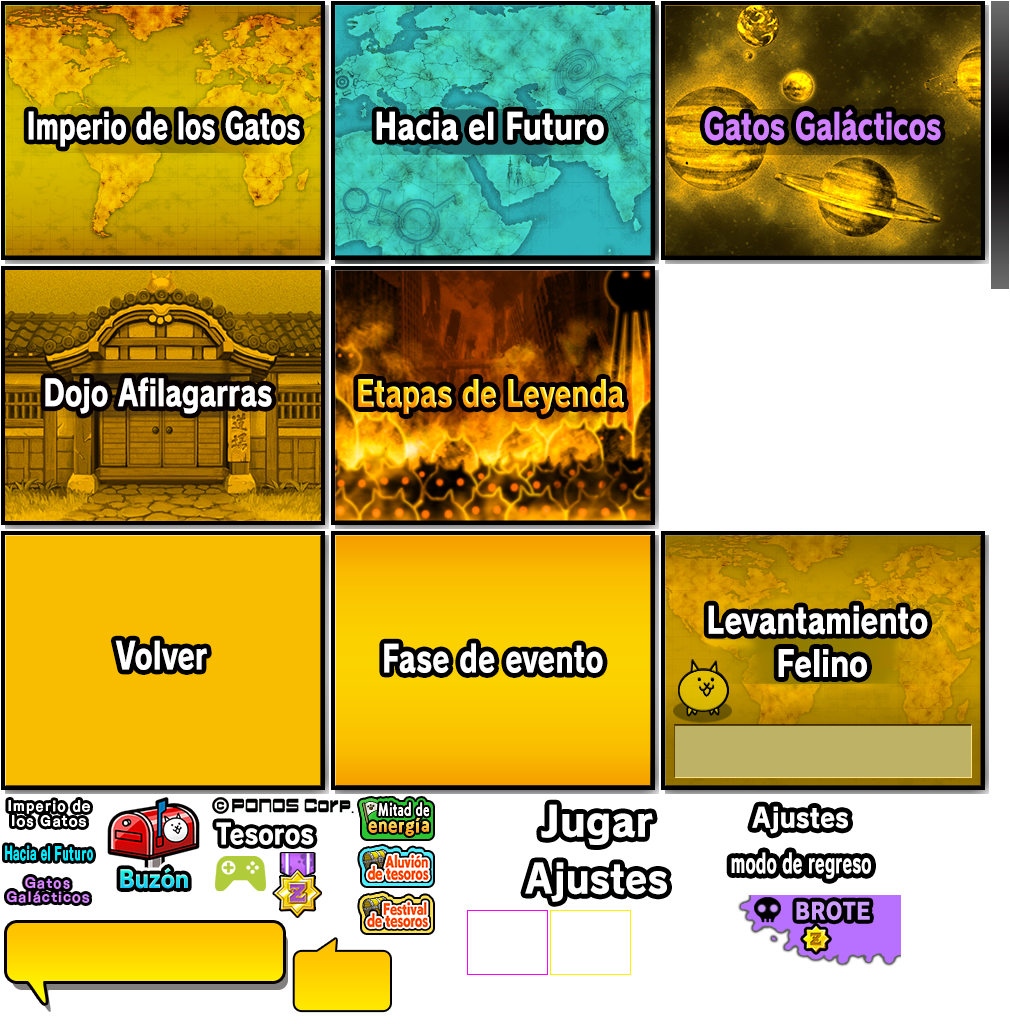 Imperio de los Gatos
Hacia el Futuro
Gatos Galácticos
Dojo Afilagarras
Etapas de Leyenda
Volver
Fase de evento
Levantamiento
Felino
Imperio de
los Gatos
Hacia el Futuro
Gatos
Galácticos
Buzón
© PONOS Corp.
Tesoros
Z
Mitad de
energía
Aluvión
de tesoros
Festival
de tesoros
Jugar
Ajustes
Ajustes
modo de regreso
BROTE
Z